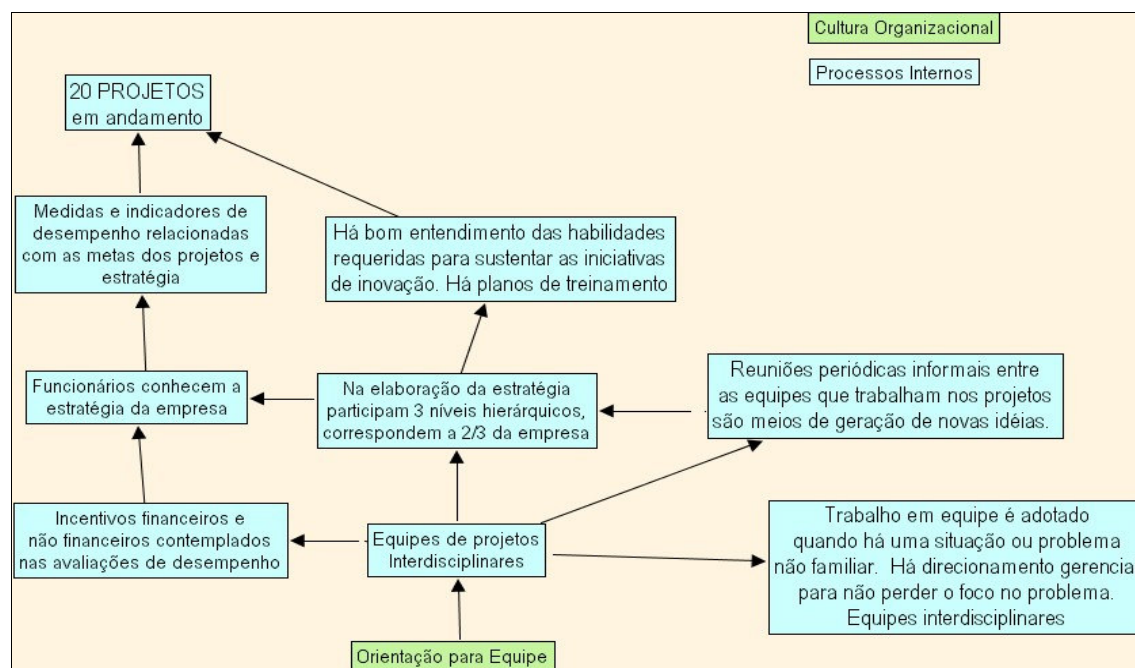 Cultura Organizacional
Processos Internos
20 PROJETOS
em andamento
Medidas e indicadores de
desempenho relacionadas
com as metas dos projetos e
estratégia
Há bom entendimento das habilidades
requeridas para sustentar as iniciativas
de inovação. Há planos de treinamento
Funcionários conhecem a
estratégia da empresa
Na elaboração da estratégia
participam 3 níveis hierárquicos,
correspondem a 2/3 da empresa
Reuniões periódicas informais entre
as equipes que trabalham nos projetos
são meios de geração de novas idéias.
Incentivos financeiros e
não financeiros contemplados
nas avaliações de desempenho
Equipes de projetos
Interdisciplinares
Trabalho em equipe é adotado
quando há uma situação ou problema
não familiar. Há direcionamento gerencia
para não perder o foco no problema.
Equipes interdisciplinares
Orientação para Equipe